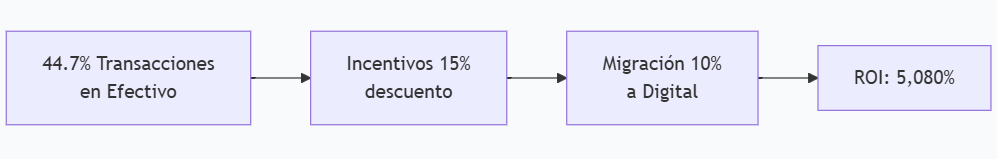 44.7% Transacciones
en Efectivo
Incentivos 15%
descuento
Migración 10%
a Digital
ROI: 5,080%